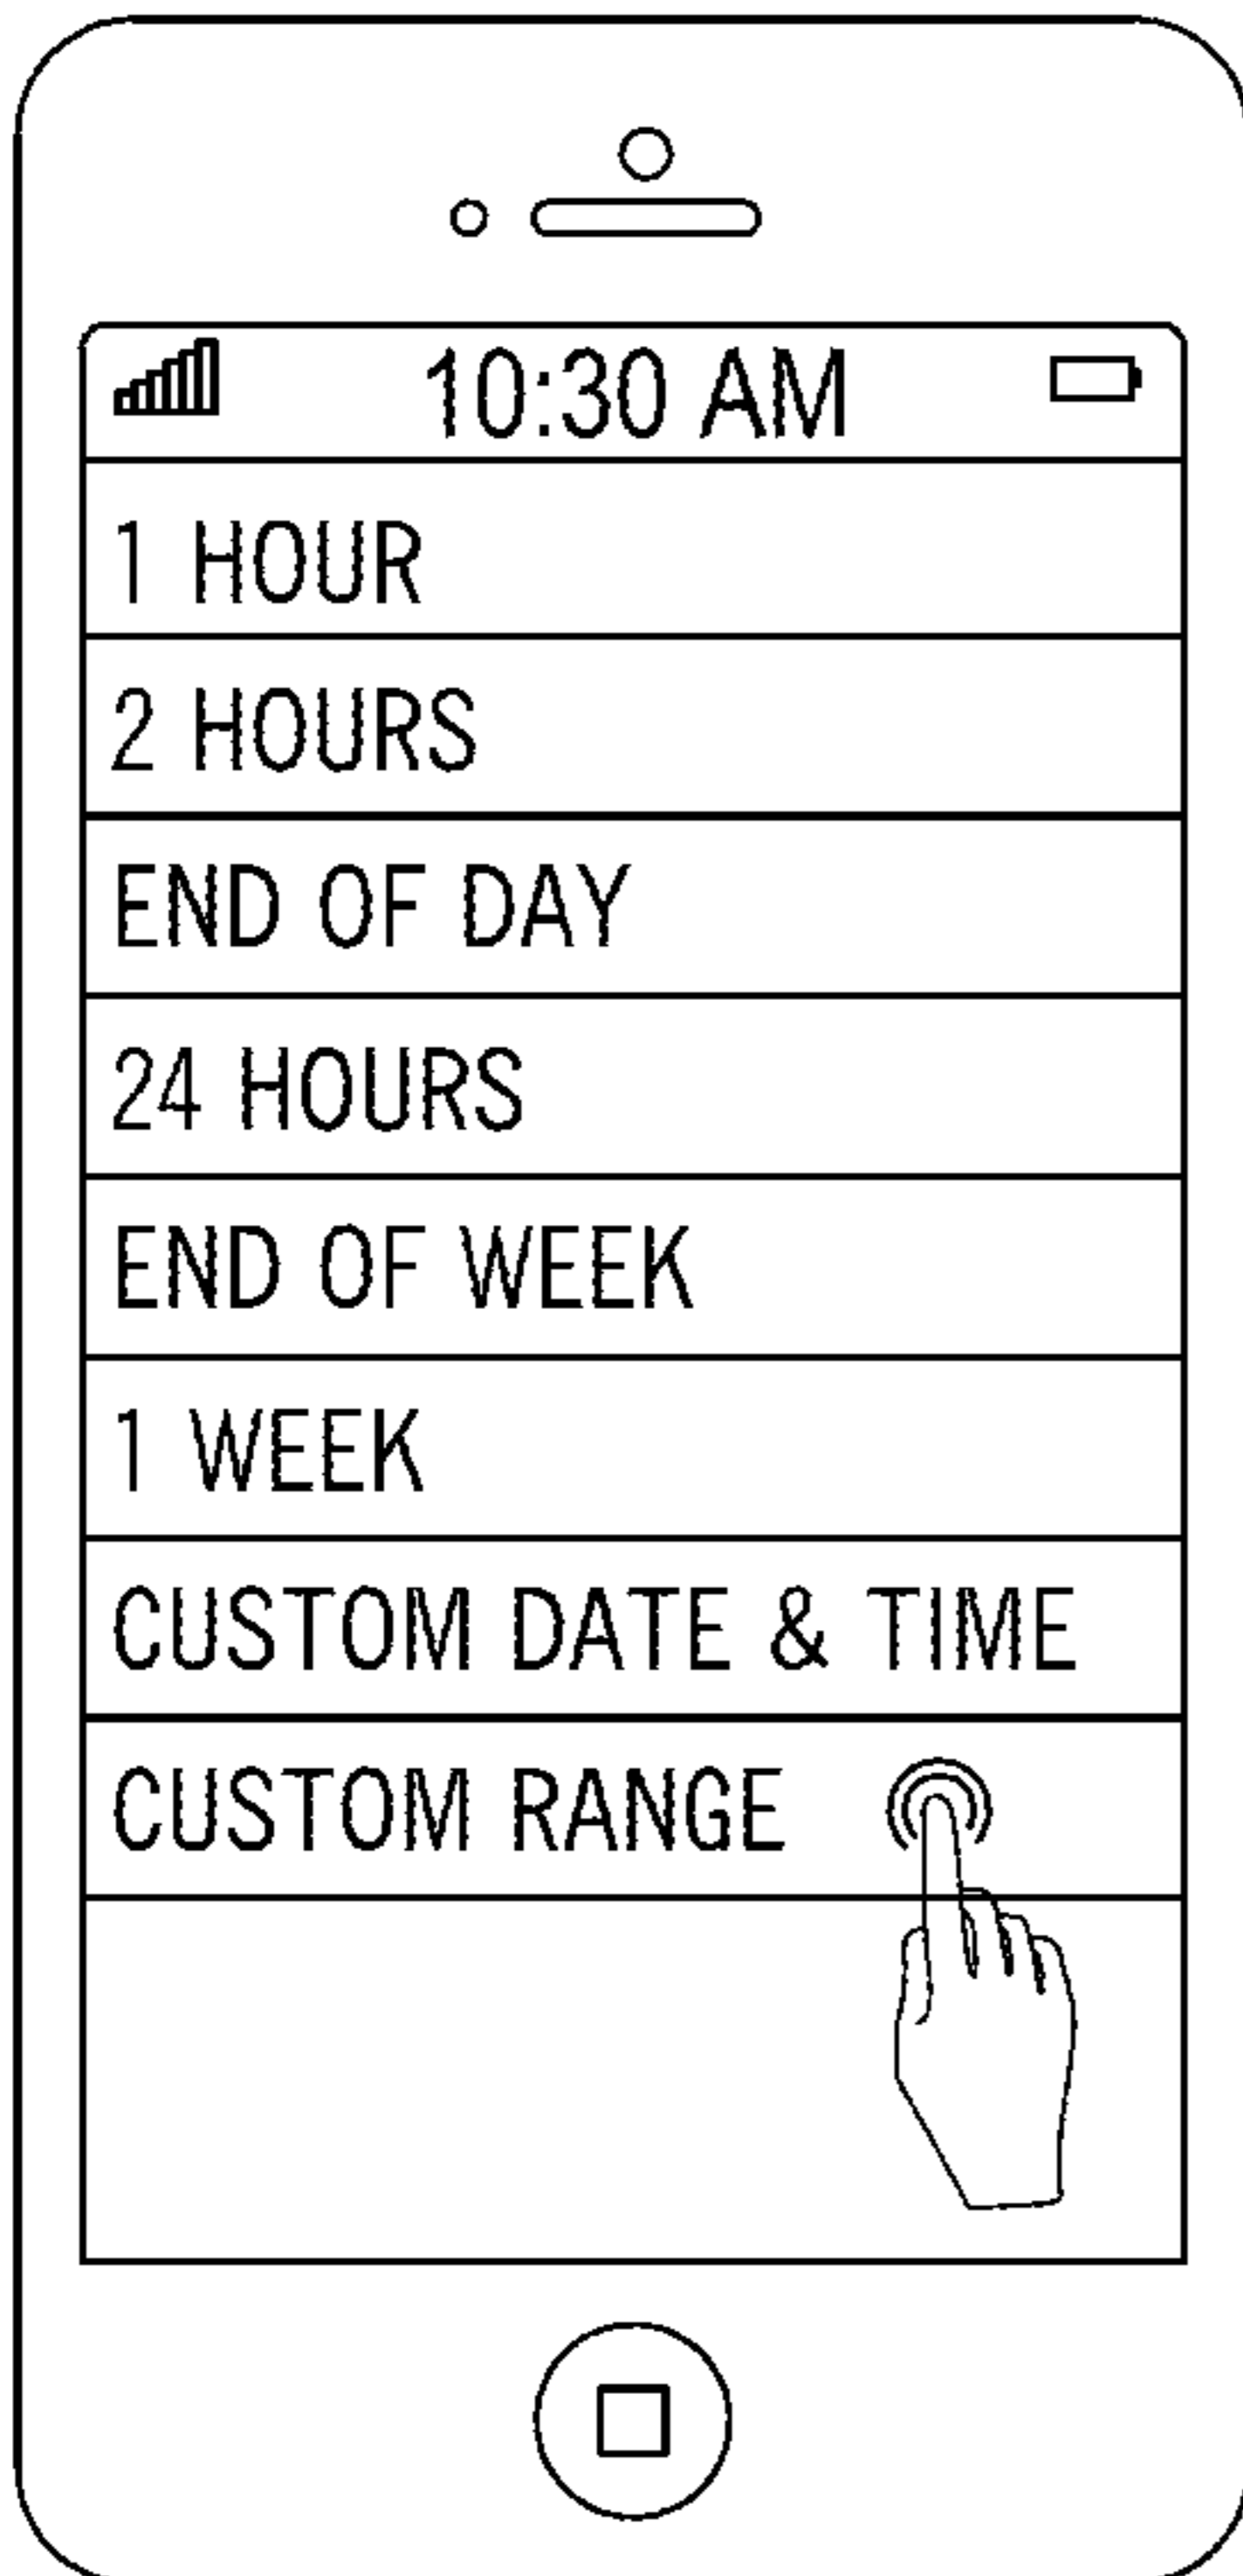 10:30 AM
1 HOUR
2 HOURS
END OF DAY
24 HOURS
END OF WEEK
1 WEEK
CUSTOM DATE & TIME
CUSTOM RANGE